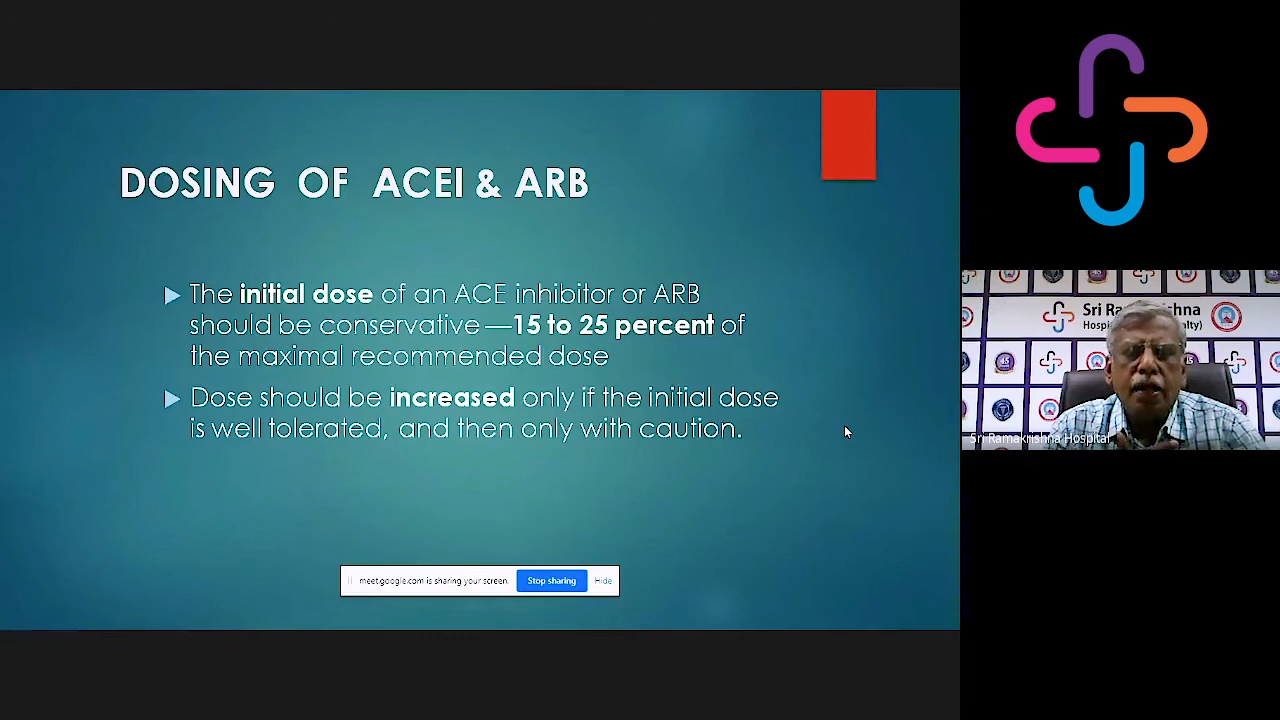 DOSING OF ACEI & ARB
The initial dose of an ACE inhibitor or ARB
should be conservative—15 to 25 percent of
the maximal recommended dose
Dose should be increased only if the initial dose
is well tolerated, and then only with caution.
meet.google.com is sharing your screen. Stop sharing Hide
Sri Ramakrishna Hospital